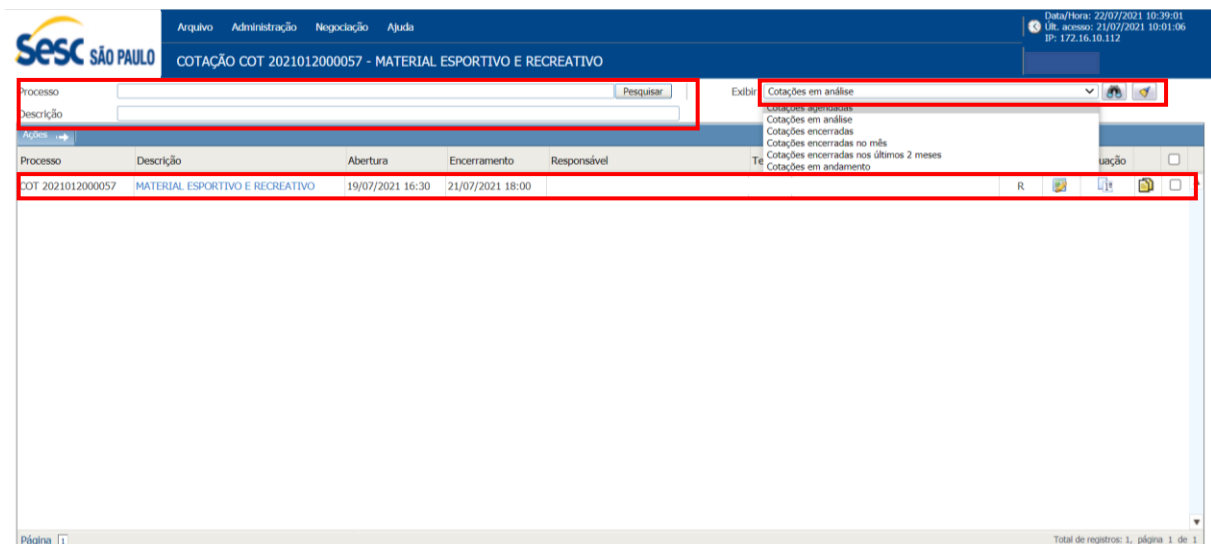 Sesc SÃO PAULO
Arquivo Administração Negociação Ajuda
Data/Hora: 22/07/2021 10:39:01
Últ. acesso: 21/07/2021 10:01:06
IP: 172.16.10.112
COTAÇÃO COT 2021012000057 - MATERIAL ESPORTIVO E RECREATIVO
Processo Pesquisar Exibir Cotações em análise
Descrição
Cotações agendadas
Cotações em análise
Cotações encerradas
Cotações encerradas no mês
Cotações encerradas nos últimos 2 meses
Cotações em andamento
Ações
Processo Descrição Abertura Encerramento Responsável Te uação
COT 2021012000057 MATERIAL ESPORTIVO E RECREATIVO 19/07/2021 16:30 21/07/2021 18:00 R
Página 1 Total de registros: 1, página 1 de 1